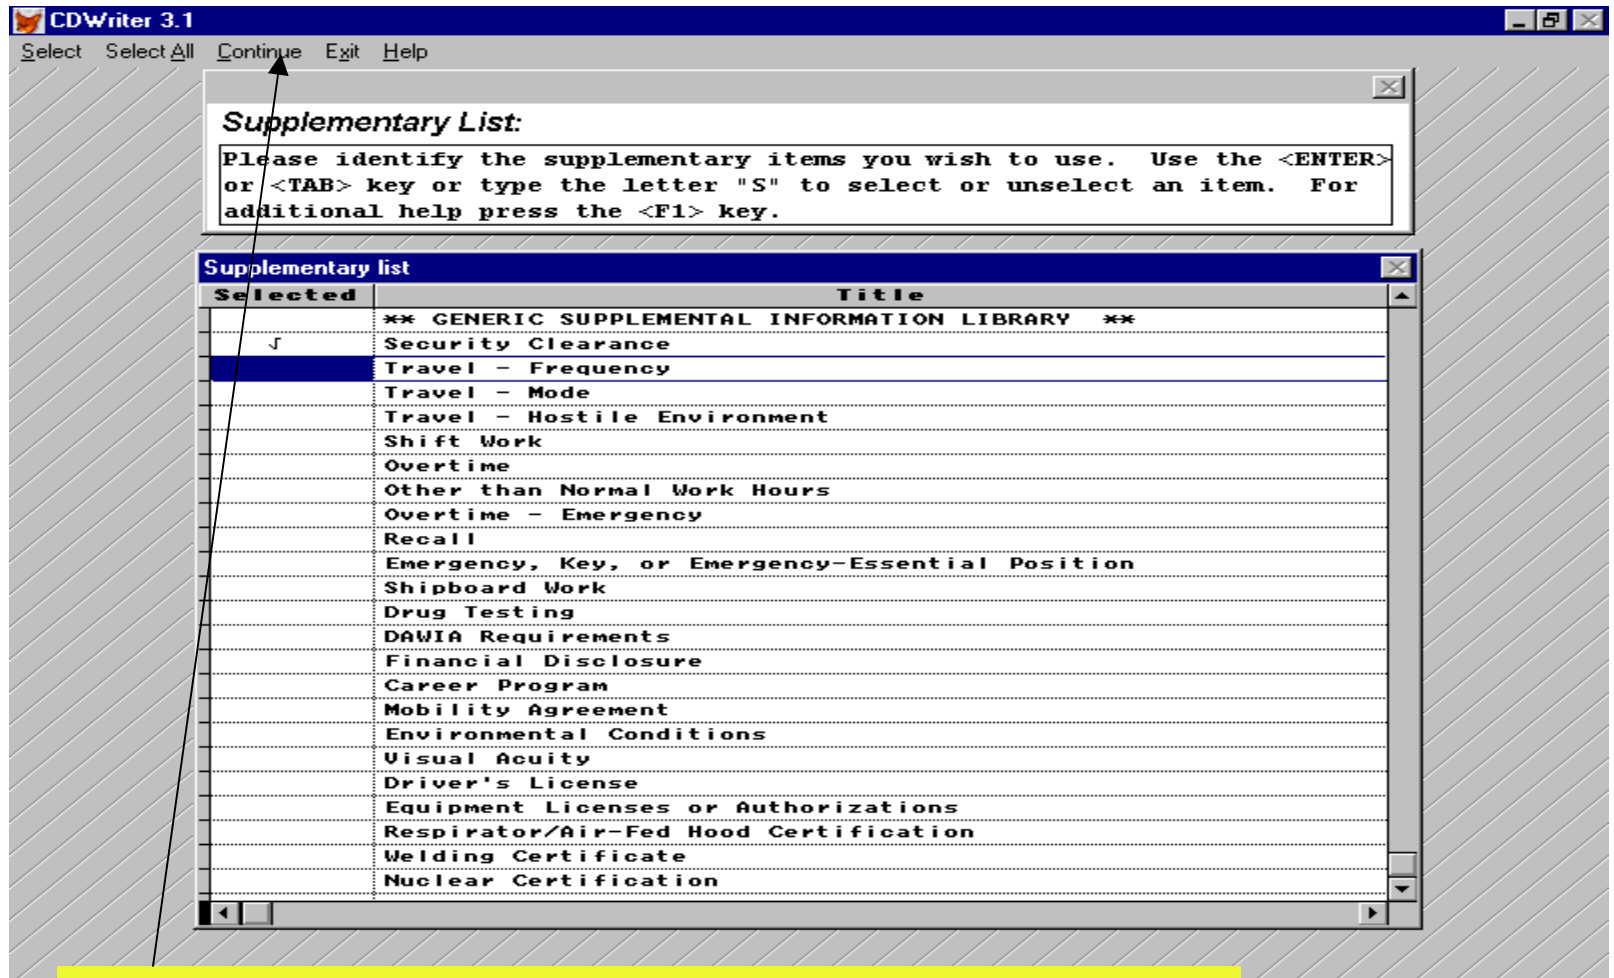 CDWriter 3.1
Select Select All Continue Exit Help
Supplementary List:
Please identify the supplementary items you wish to use. Use the <ENTER>
or <TAB> key or type the letter "S" to select or unselect an item. For
additional help press the <F1> key.
Supplementary list
Selected Title
** GENERIC SUPPLEMENTAL INFORMATION LIBRARY **
√ Security Clearance
Travel - Frequency
Travel - Mode
Travel - Hostile Environment
Shift Work
Overtime
Other than Normal Work Hours
Overtime - Emergency
Recall
Emergency, Key, or Emergency-Essential Position
Shipboard Work
Drug Testing
DAWIA Requirements
Financial Disclosure
Career Program
Mobility Agreement
Environmental Conditions
Visual Acuity
Driver's License
Equipment Licenses or Authorizations
Respirator/Air-Fed Hood Certification
Welding Certificate
Nuclear Certification